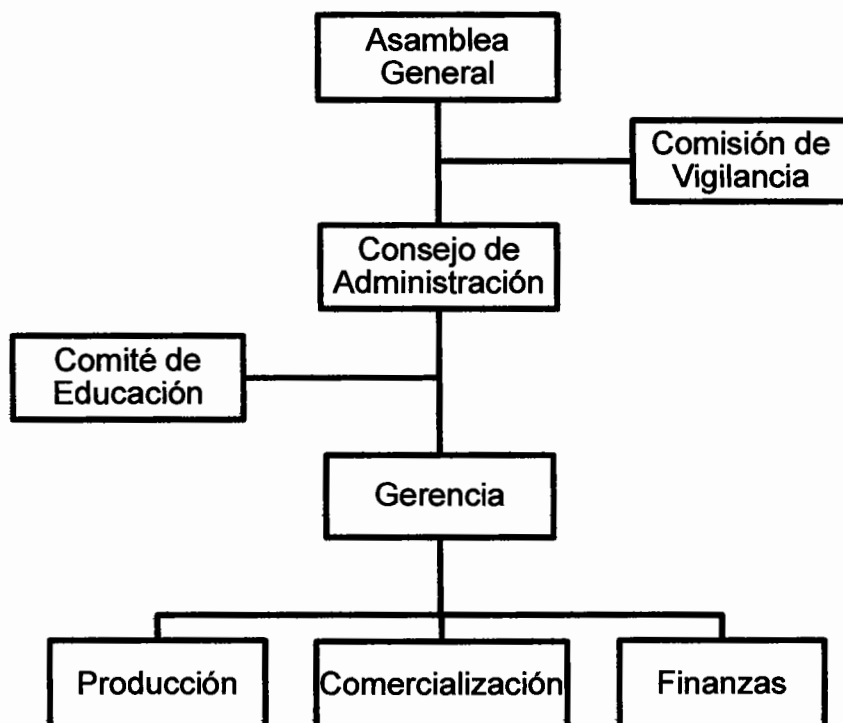 Asamblea
General
Comisión de
Vigilancia
Consejo de
Administración
Comité de
Educación
Gerencia
Producción
Comercialización
Finanzas